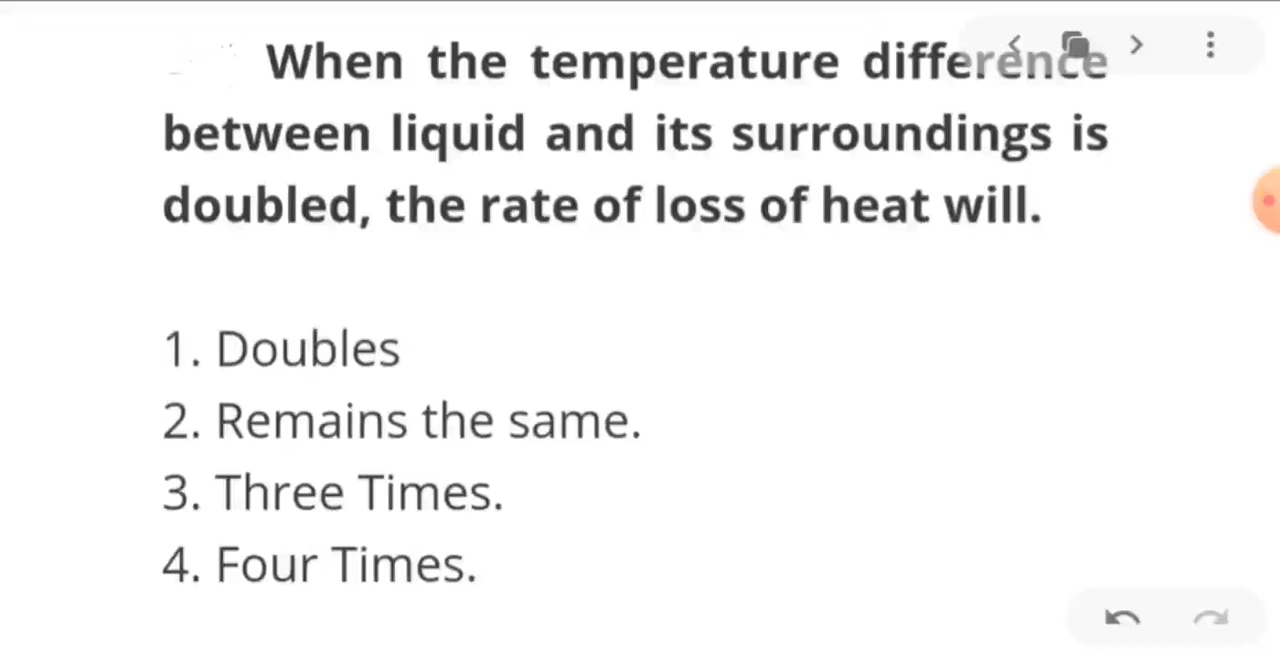 When the temperature difference
between liquid and its surroundings is
doubled, the rate of loss of heat will.
1. Doubles
2. Remains the same.
3. Three Times.
4. Four Times.